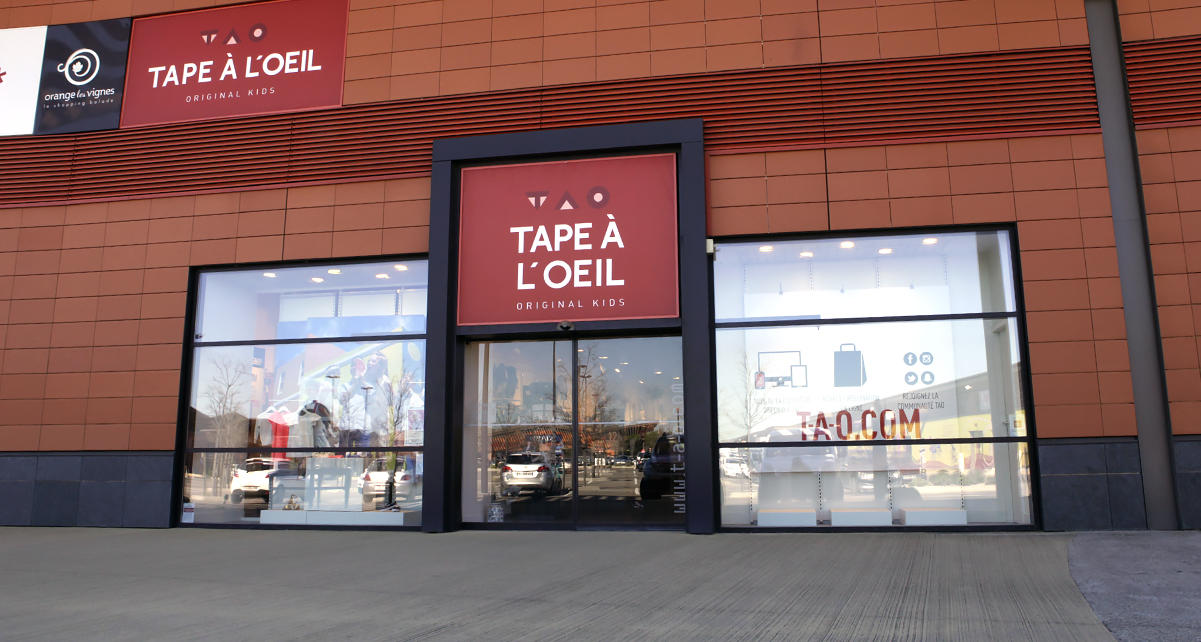 orange les vignes
le shopping balade
TAO
TAPE À L'OEIL
ORIGINAL KIDS
TAO
TAPE À
L'OEIL
ORIGINAL KIDS
REJOIGNEZ LA
COMMUNAUTÉ TAO
T-A-O.COM